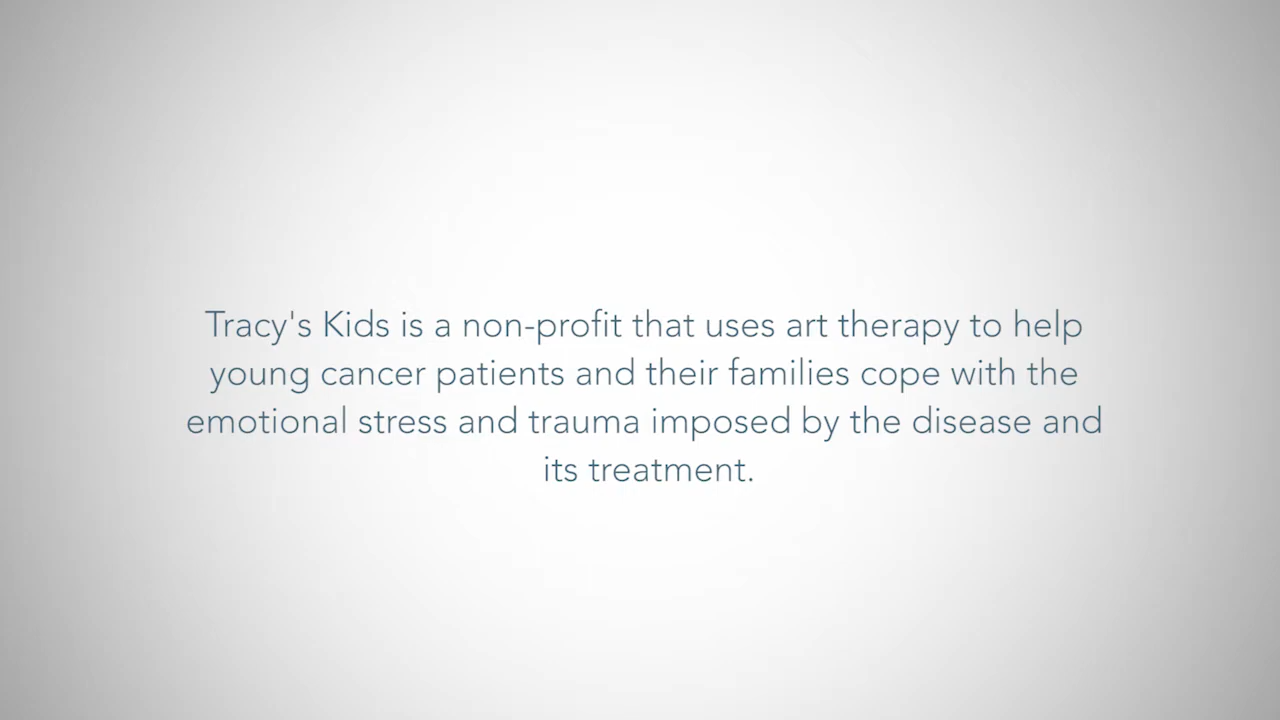 Tracy's Kids is a non-profit that uses art therapy to help
young cancer patients and their families cope with the
emotional stress and trauma imposed by the disease and
its treatment.